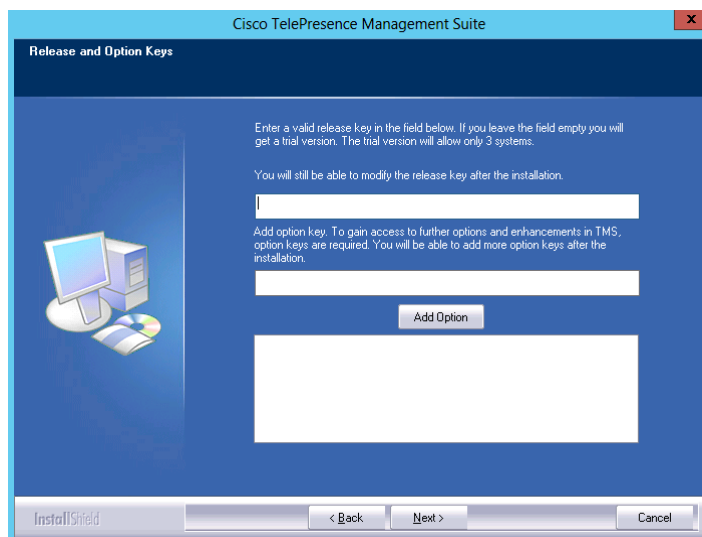 Cisco TelePresence Management Suite
x
Release and Option Keys
Enter a valid release key in the field below. If you leave the field empty you will
get a trial version. The trial version will allow only 3 systems.
You will still be able to modify the release key after the installation.
Add option key. To gain access to further options and enhancements in TMS,
option keys are required. You will be able to add more option keys after the
installation.
Add Option
InstallShield
< Back
Next >
Cancel